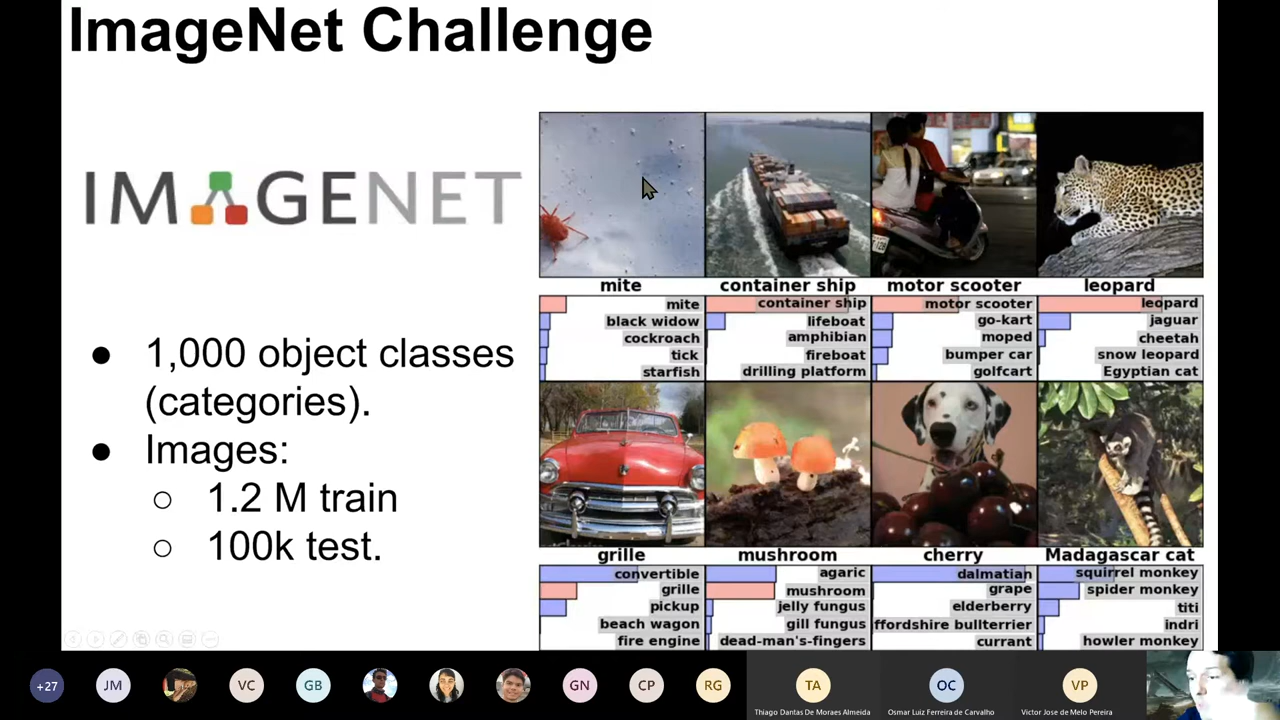 ImageNet Challenge
IMAGENET
● 1,000 object classes
(categories).
● Images:
○ 1.2 M train
○ 100k test.
mite
container ship
motor scooter
leopard
mite
black widow
cockroach
tick
starfish
container ship
lifeboat
amphibian
fireboat
drilling platform
motor scooter
go-kart
moped
bumper car
golfcart
leopard
jaguar
cheetah
snow leopard
Egyptian cat
grille
mushroom
cherry
Madagascar cat
convertible
grille
pickup
beach wagon
fire engine
agaric
mushroom
jelly fungus
gill fungus
dead-man's-fingers
dalmatian
grape
elderberry
ffordshire bullterrier
currant
squirrel monkey
spider monkey
titi
indri
howler monkey
+27
JM
VC
GB
GN
CP
RG
TA
Thiago Dantas De Moraes Almeida
OC
Osmar Luiz Ferreira de Carvalho
VP
Victor Jose de Melo Pereira